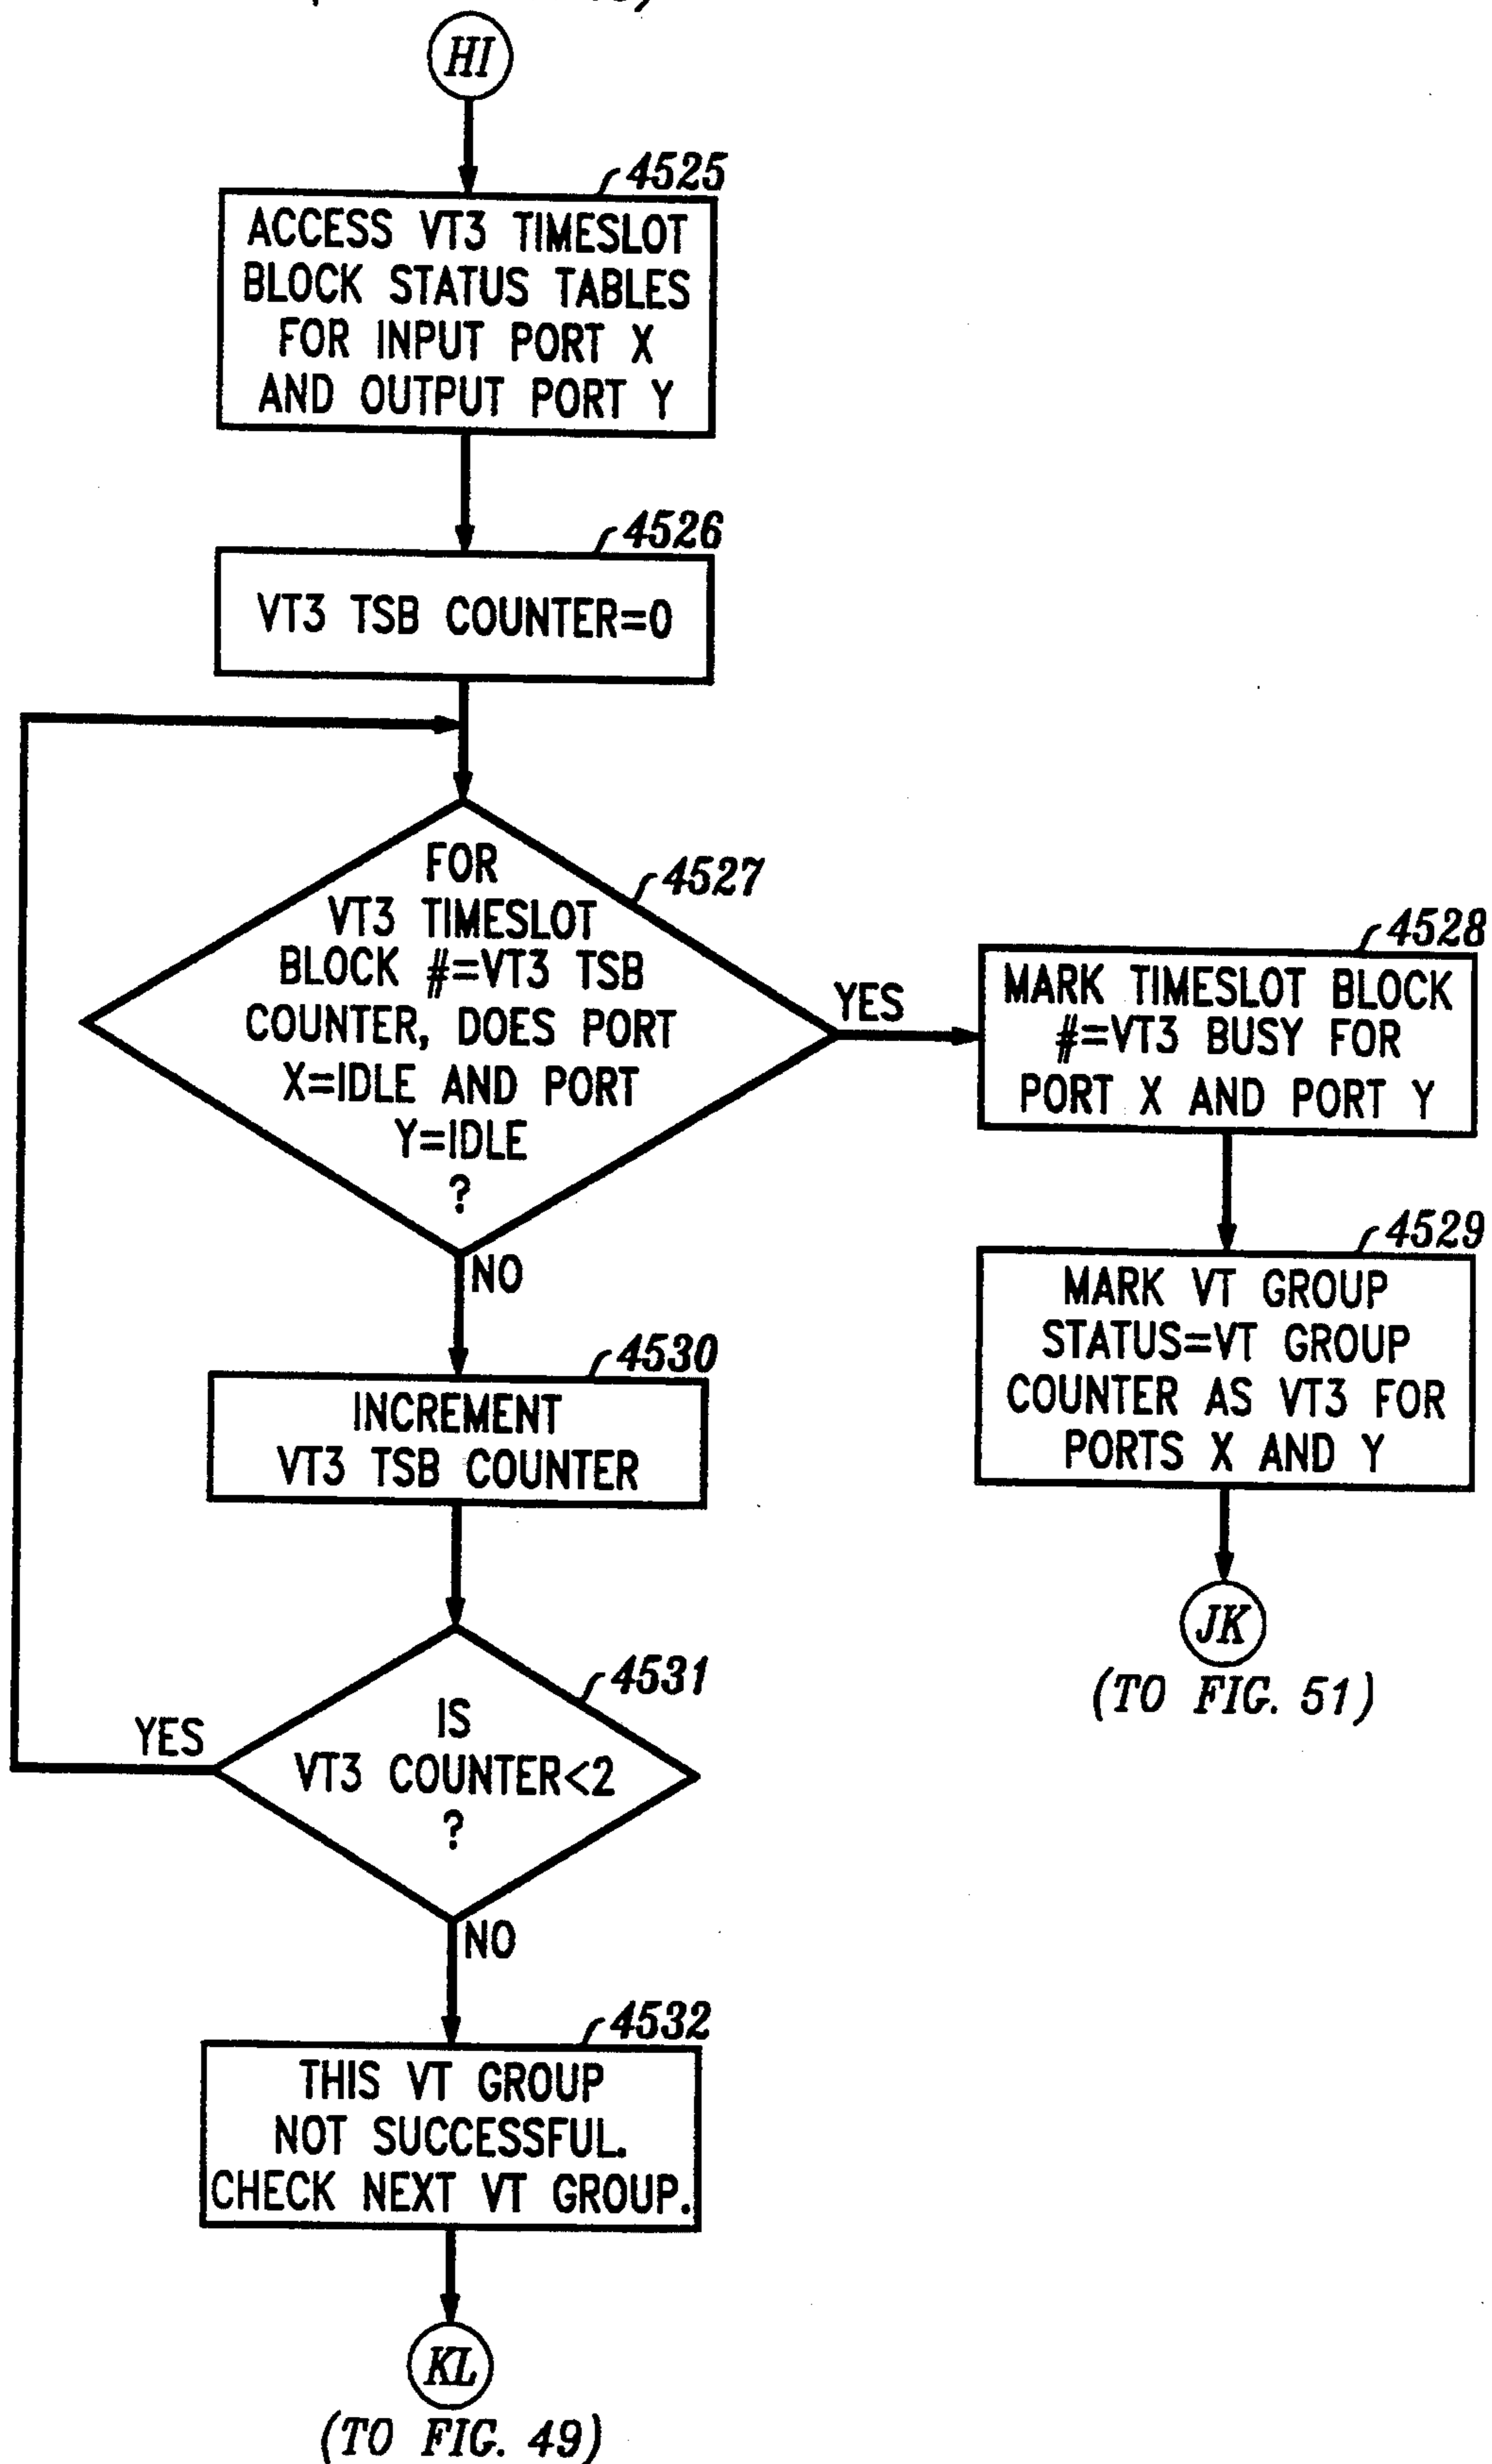 HI
4525
ACCESS VT3 TIMESLOT
BLOCK STATUS TABLES
FOR INPUT PORT X
AND OUTPUT PORT Y
4526
VT3 TSB COUNTER=0
FOR
VT3 TIMESLOT
BLOCK #=VT3 TSB
COUNTER, DOES PORT
X=IDLE AND PORT
Y=IDLE
?
4527
YES
NO
4528
MARK TIMESLOT BLOCK
#=VT3 BUSY FOR
PORT X AND PORT Y
4529
MARK VT GROUP
STATUS=VT GROUP
COUNTER AS VT3 FOR
PORTS X AND Y
JK
(TO FIG. 51)
4530
INCREMENT
VT3 TSB COUNTER
4531
IS
VT3 COUNTER<2
?
YES
NO
4532
THIS VT GROUP
NOT SUCCESSFUL.
CHECK NEXT VT GROUP.
KL
(TO FIG. 49)